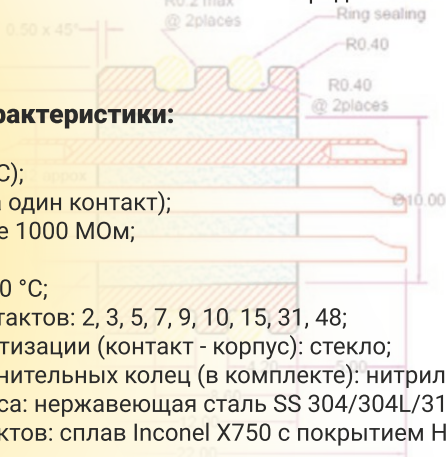 R0.2 max
@ 2places
Ring sealing
0.50 x 45°
R0.40
R0.40
@ 2places
рактеристики:
C);
один контакт);
е 1000 МОм;
Ø10.00
0 °C;
тактов: 2, 3, 5, 7, 9, 10, 15, 31, 48;
тизации (контакт - корпус): стекло;
нительных колец (в комплекте): нитрил
са: нержавеющая сталь SS 304/304L/31
ктов: сплав Inconel X750 с покрытием Н
22.00